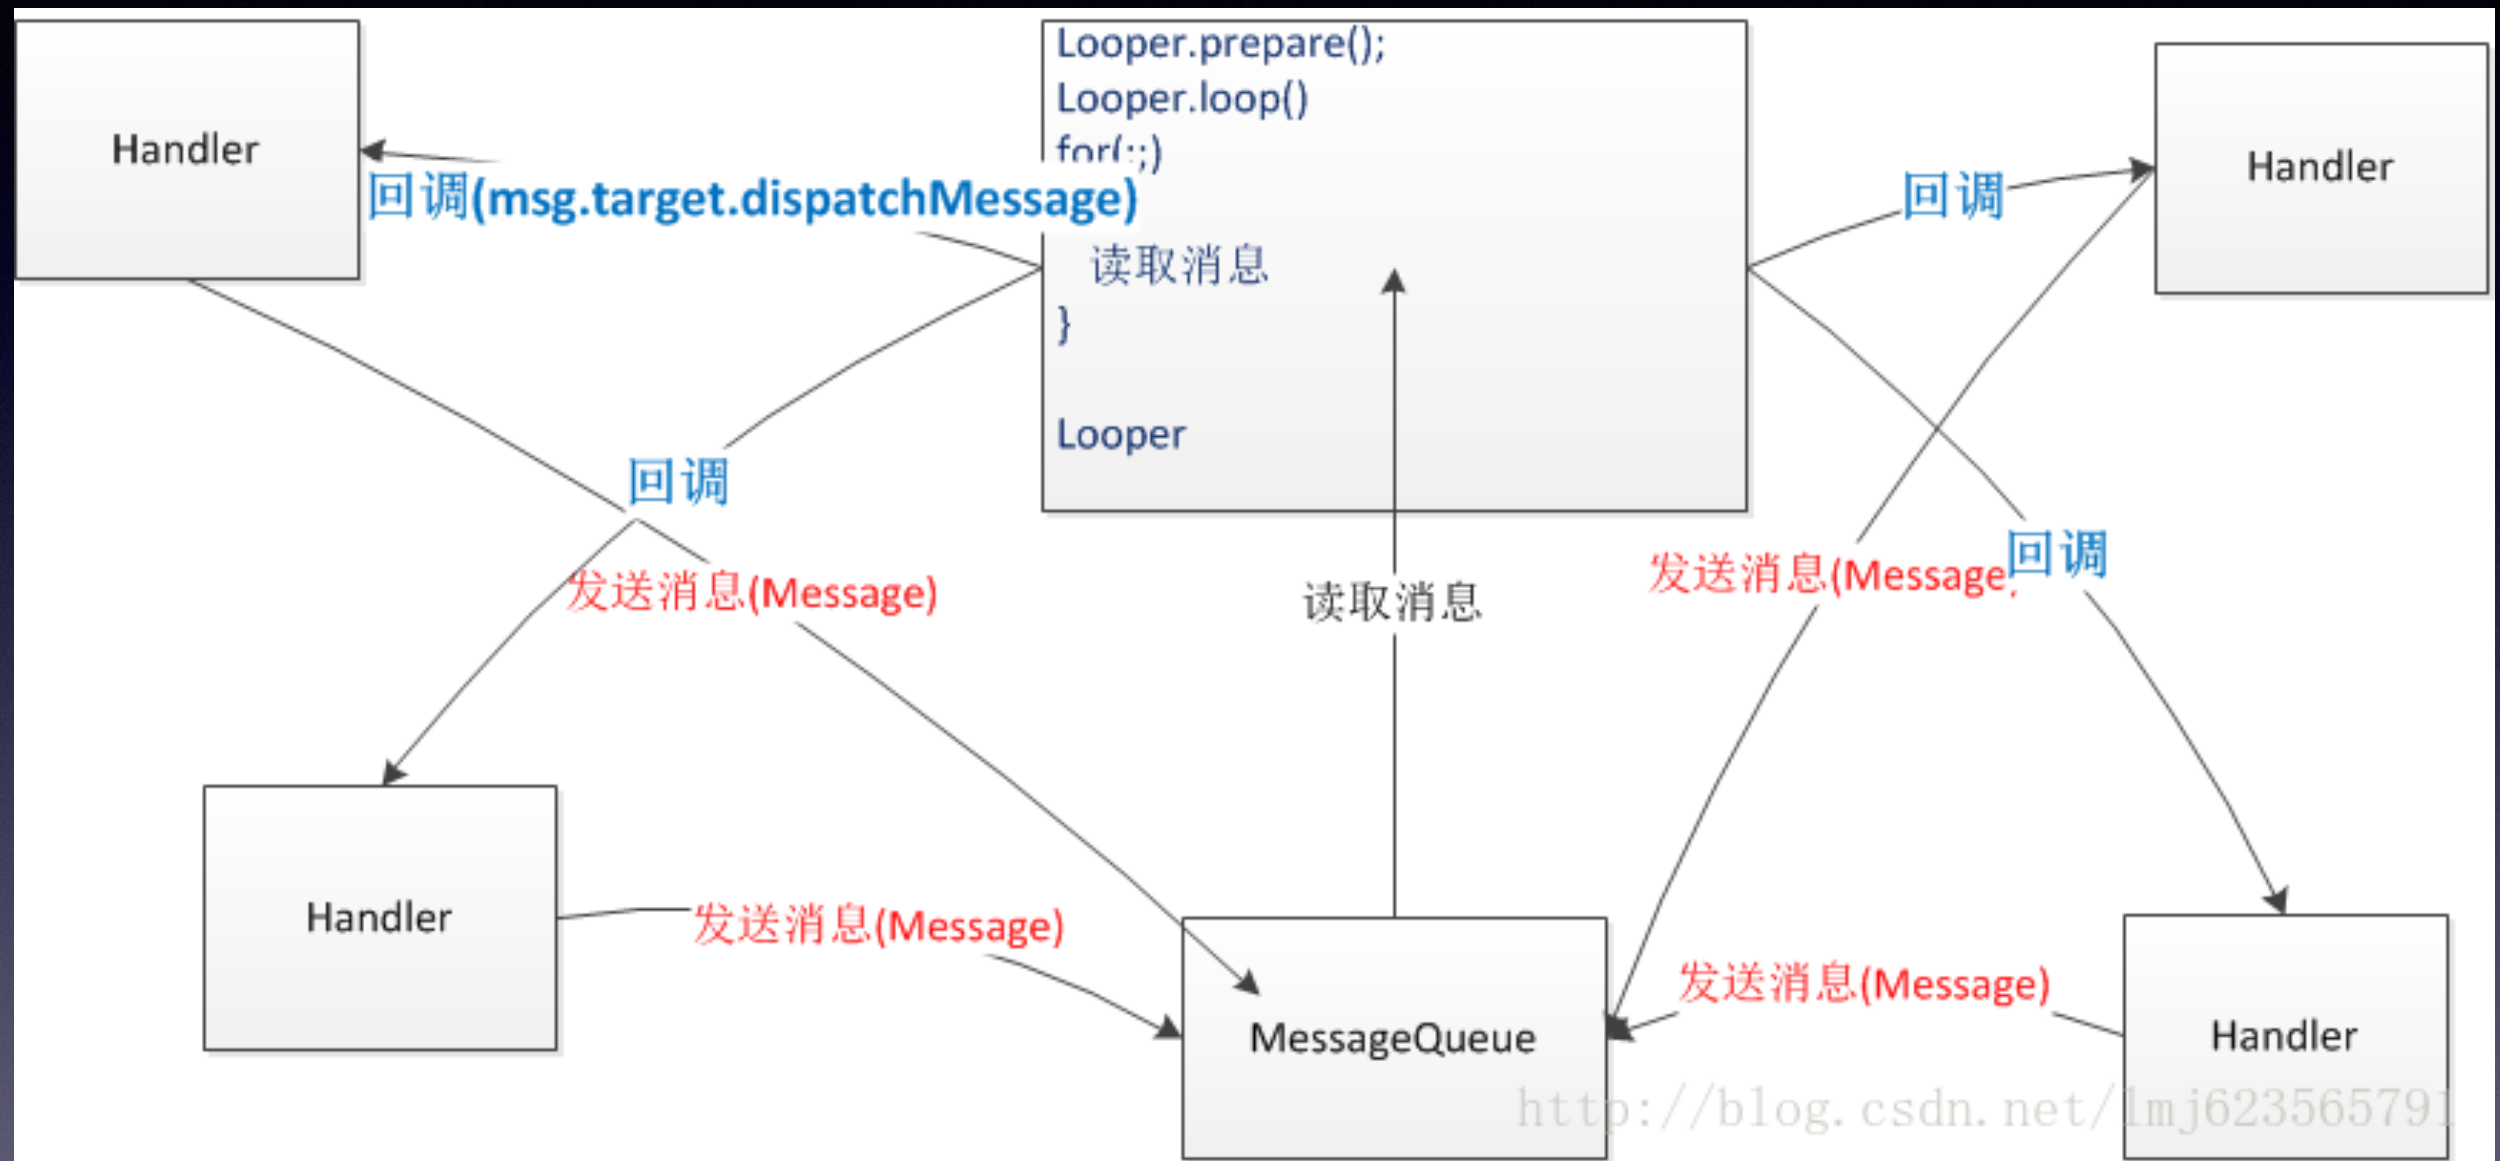 Looper.prepare();
Looper.loop()
for(;;)
Handler
Handler
回调(msg.target.dispatchMessage)
回调
读取消息
}
Looper
回调
发送消息(Message)
读取消息
发送消息(Message
回调
Handler
发送消息(Message)
发送消息(Message)
MessageQueue
Handler
http://blog.csdn.net/lmj623565791